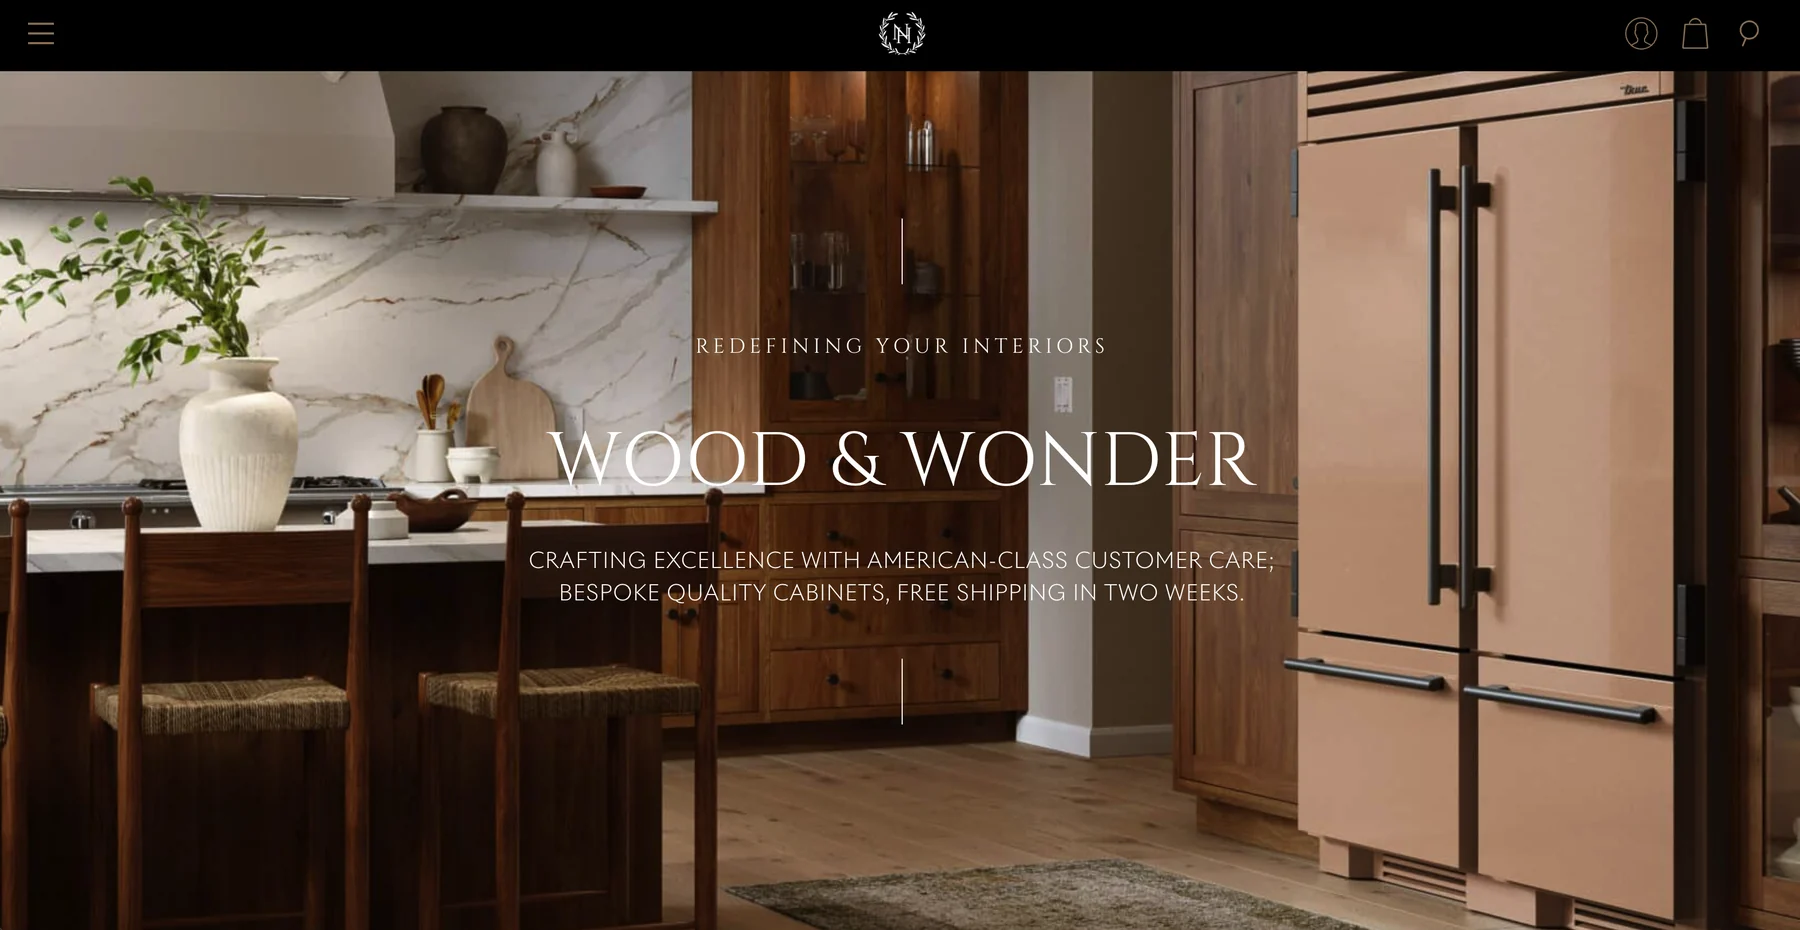 N
True
REDEFINING YOUR INTERIORS
WOOD & WONDER
CRAFTING EXCELLENCE WITH AMERICAN-CLASS CUSTOMER CARE;
BESPOKE QUALITY CABINETS, FREE SHIPPING IN TWO WEEKS.